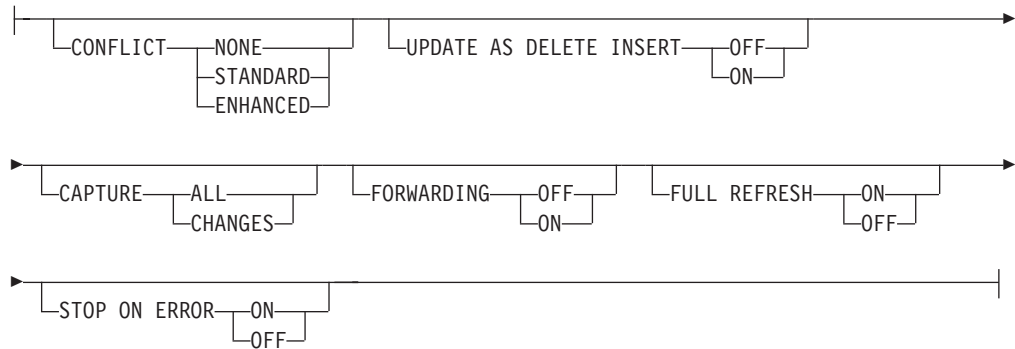 CONFLICT NONE UPDATE AS DELETE INSERT OFF
STANDARD ON
ENHANCED
CAPTURE ALL FORWARDING OFF FULL REFRESH ON
CHANGES ON OFF
STOP ON ERROR ON
OFF